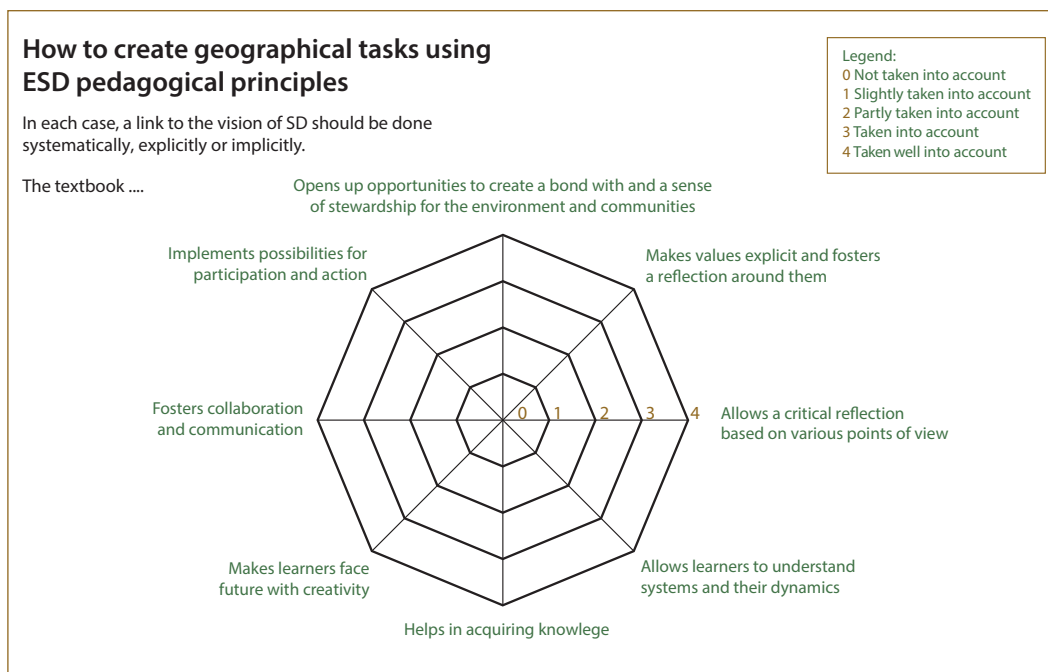 How to create geographical tasks using
ESD pedagogical principles
In each case, a link to the vision of SD should be done
systematically, explicitly or implicitly.
The textbook ....
Legend:
0 Not taken into account
1 Slightly taken into account
2 Partly taken into account
3 Taken into account
4 Taken well into account
Opens up opportunities to create a bond with and a sense
of stewardship for the environment and communities
Implements possibilities for
participation and action
Makes values explicit and fosters
a reflection around them
Fosters collaboration
and communication
0 1 2 3 4
Allows a critical reflection
based on various points of view
Makes learners face
future with creativity
Allows learners to understand
systems and their dynamics
Helps in acquiring knowlege